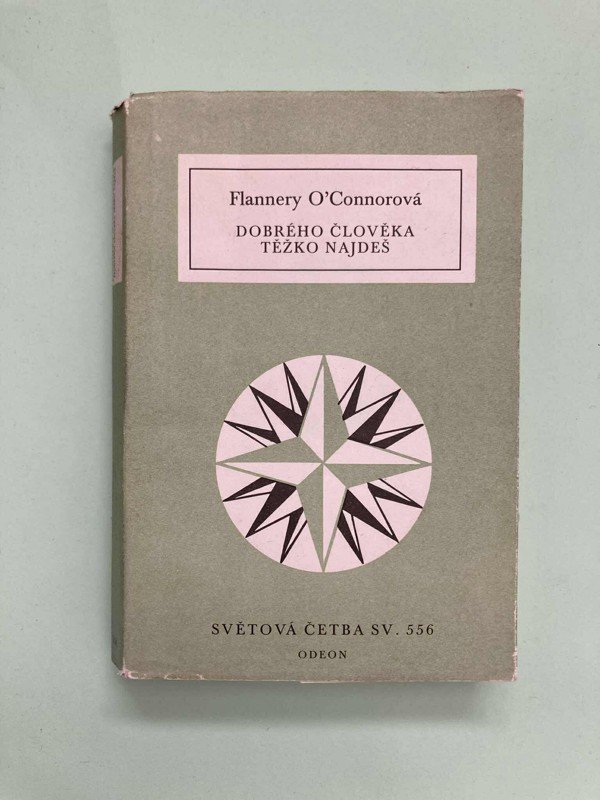 Flannery O'Connorová
DOBRÉHO ČLOVĚKA
TĚŽKO NAJDEŠ
SVĚTOVÁ ČETBA SV. 556
ODEON